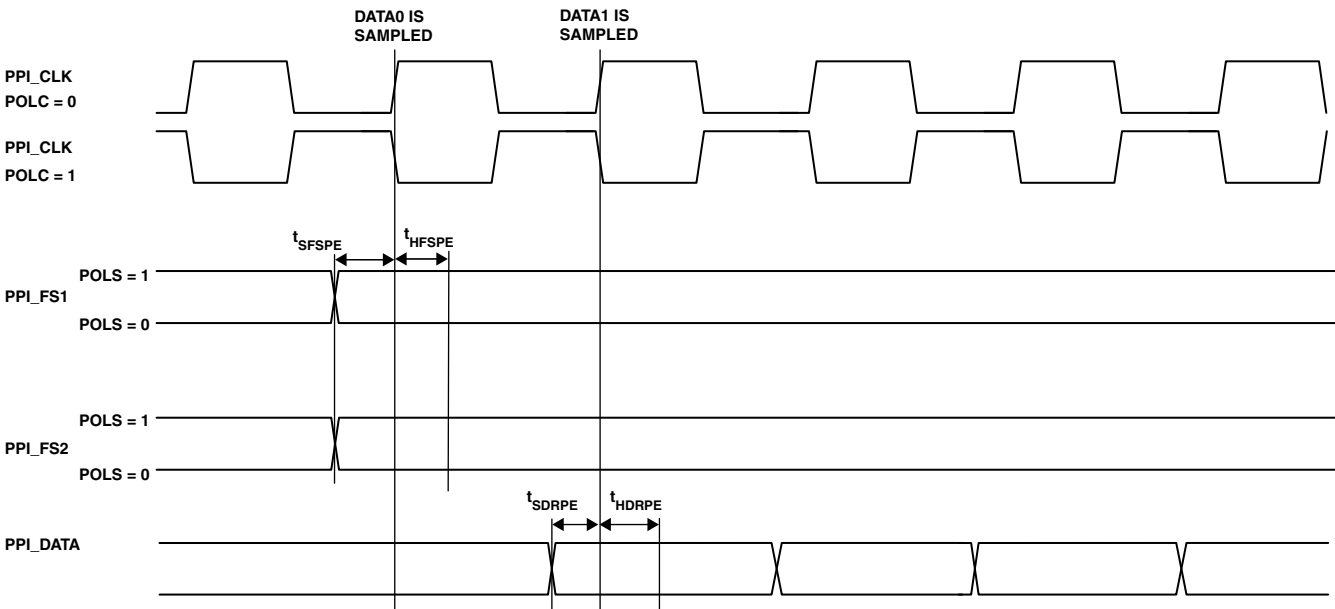 DATA0 IS
SAMPLED
DATA1 IS
SAMPLED
PPI_CLK
POLC = 0
PPI_CLK
POLC = 1
tSFSPE
tHFSPE
POLS = 1
PPI_FS1
POLS = 0
POLS = 1
PPI_FS2
POLS = 0
tSDRPE
tHDRPE
PPI_DATA